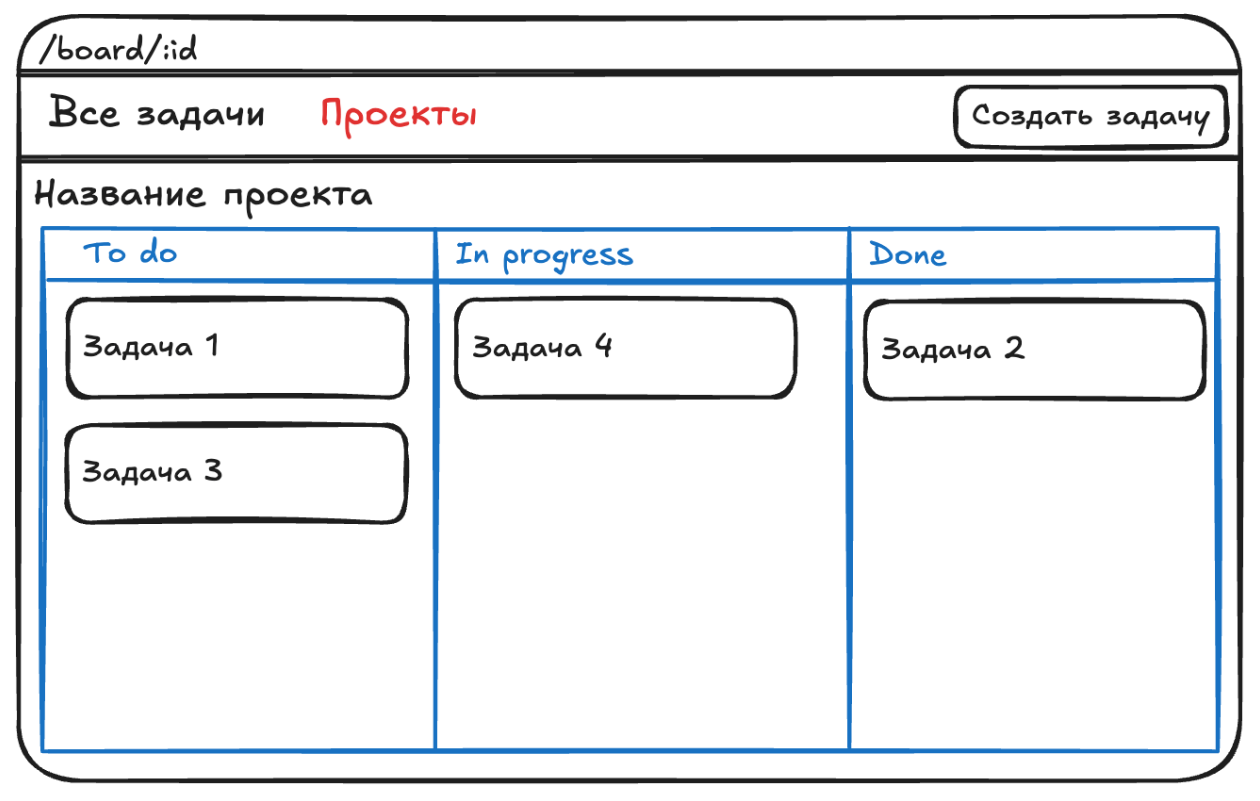 /board/:id
Все задачи Проекты Создать задачу
Название проекта
To do In progress Done
Задача 1 Задача 4 Задача 2
Задача 3